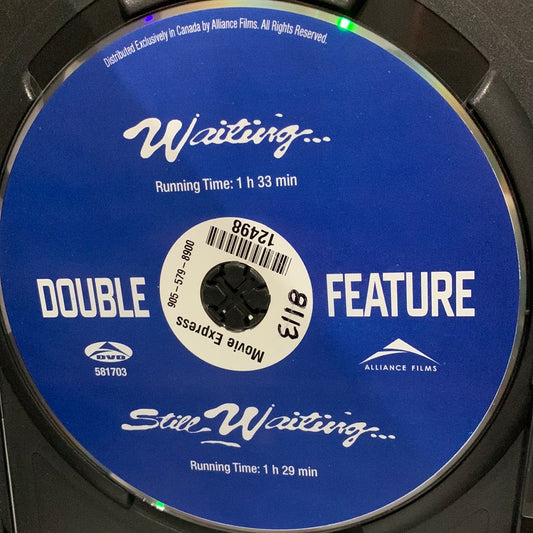 Distributed Exclusively in Canada by Alliance Films. All Rights Reserved.
Waiting...
Running Time: 1 h 33 min
12498
905-579-8900
8113
Movie Express
DOUBLE FEATURE
DVD
581703
ALLIANCE FILMS
Still Waiting...
Running Time: 1 h 29 min